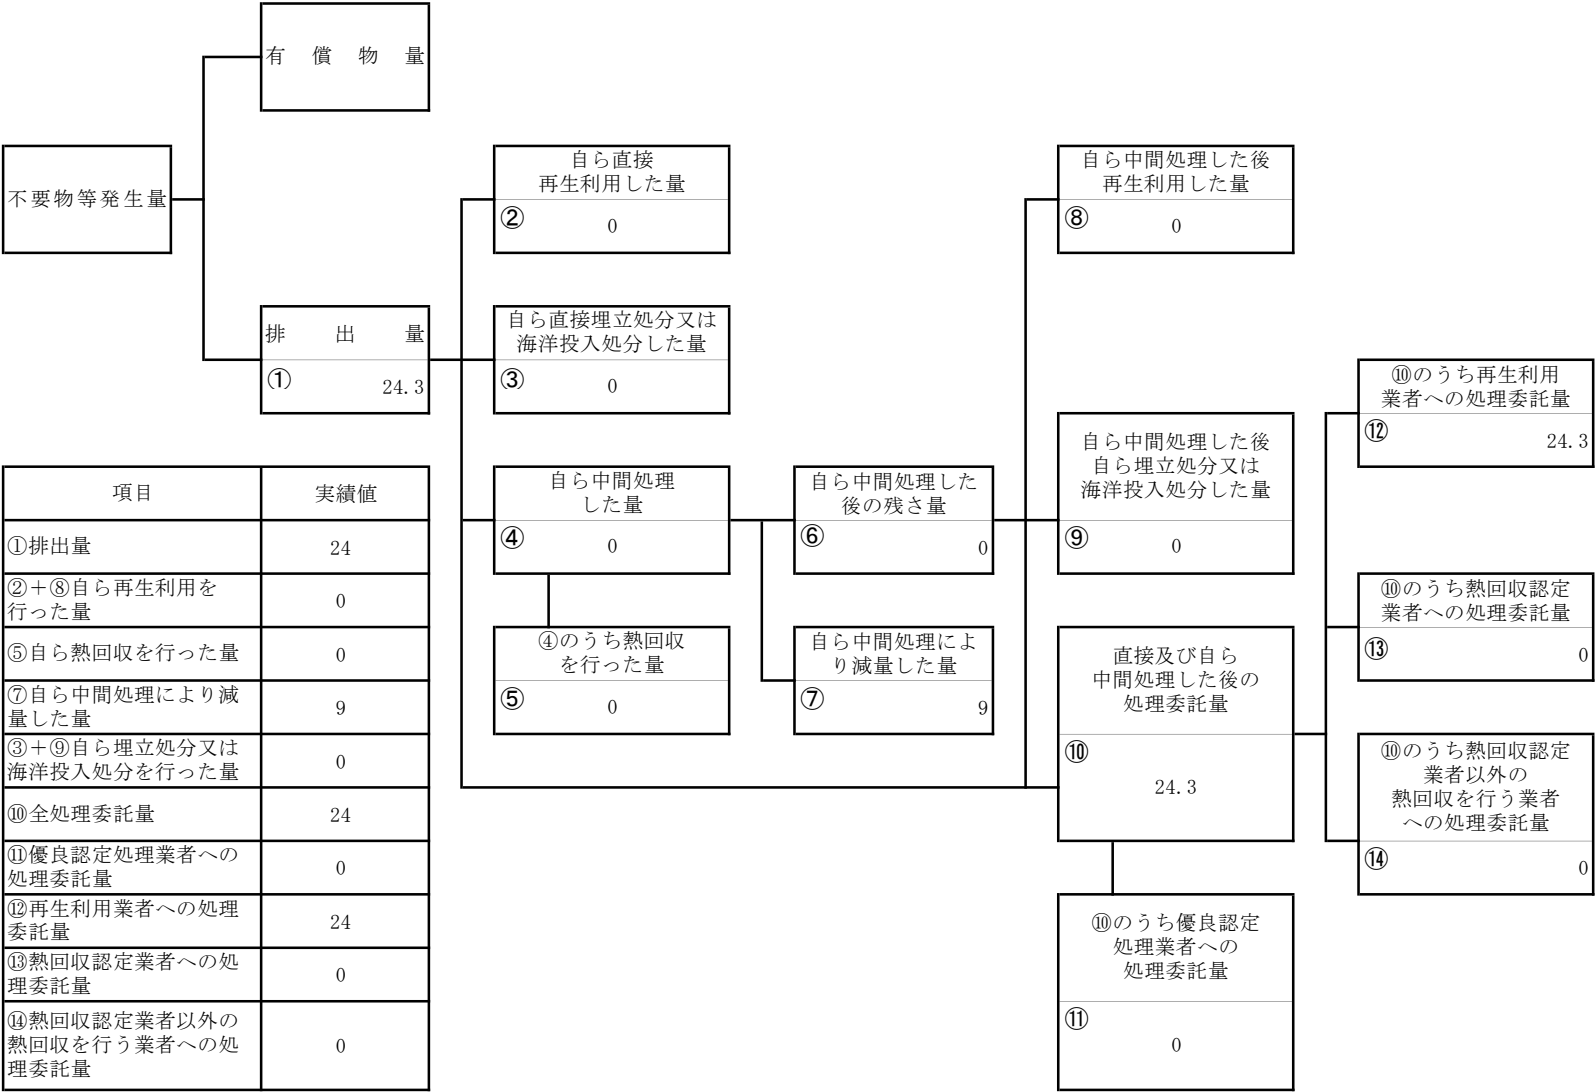 有　償　物　量
不要物等発生量
自ら直接
再生利用した量
②
0
自ら中間処理した後
再生利用した量
⑧
0
排　出　量
①
24.3
自ら直接埋立処分又は
海洋投入処分した量
③
0
⑩のうち再生利用
業者への処理委託量
⑫
24.3
自ら中間処理
した量
④
0
自ら中間処理した
後の残さ量
⑥
0
自ら中間処理した後
自ら埋立処分又は
海洋投入処分した量
⑨
0
④のうち熱回収
を行った量
⑤
0
自ら中間処理によ
り減量した量
⑦
9
直接及び自ら
中間処理した後の
処理委託量
⑩
24.3
⑩のうち熱回収認定
業者への処理委託量
⑬
0
⑩のうち熱回収認定
業者以外の
熱回収を行う業者
への処理委託量
⑭
0
⑩のうち優良認定
処理業者への
処理委託量
⑪
0
項目 実績値
①排出量 24
②＋⑧自ら再生利用を
行った量 0
⑤自ら熱回収を行った量 0
⑦自ら中間処理により減
量した量 9
③＋⑨自ら埋立処分又は
海洋投入処分を行った量 0
⑩全処理委託量 24
⑪優良認定処理業者への
処理委託量 0
⑫再生利用業者への処理
委託量 24
⑬熱回収認定業者への処
理委託量 0
⑭熱回収認定業者以外の
熱回収を行う業者への処
理委託量 0